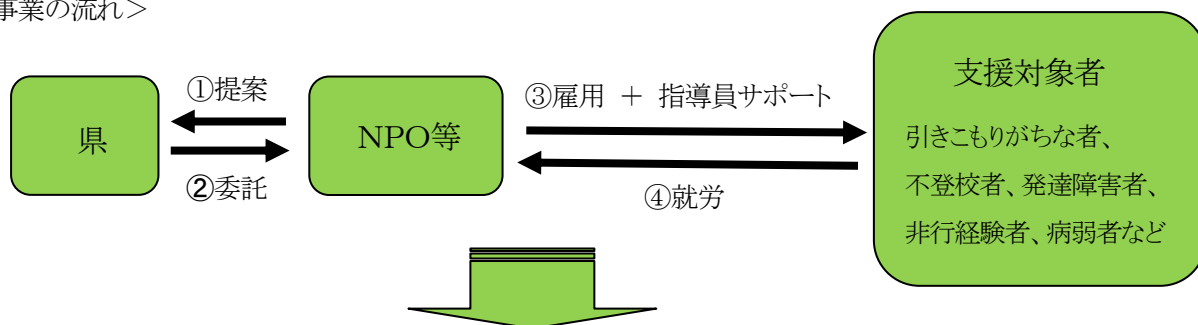 事業の流れ＞
県
①提案
②委託
NPO等
③雇用 ＋ 指導員サポート
④就労
支援対象者
引きこもりがちな者、
不登校者、発達障害者、
非行経験者、病弱者など